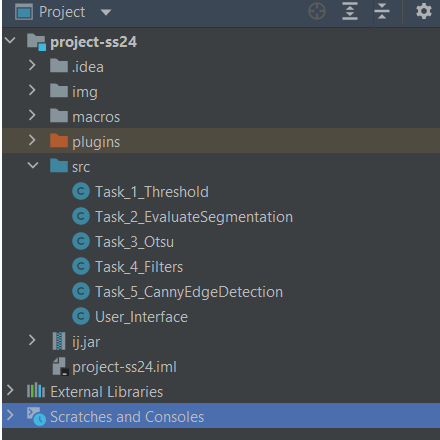 Project
project-ss24
.idea
img
macros
plugins
src
Task_1_Threshold
Task_2_EvaluateSegmentation
Task_3_Otsu
Task_4_Filters
Task_5_CannyEdgeDetection
User_Interface
ij.jar
project-ss24.iml
External Libraries
Scratches and Consoles